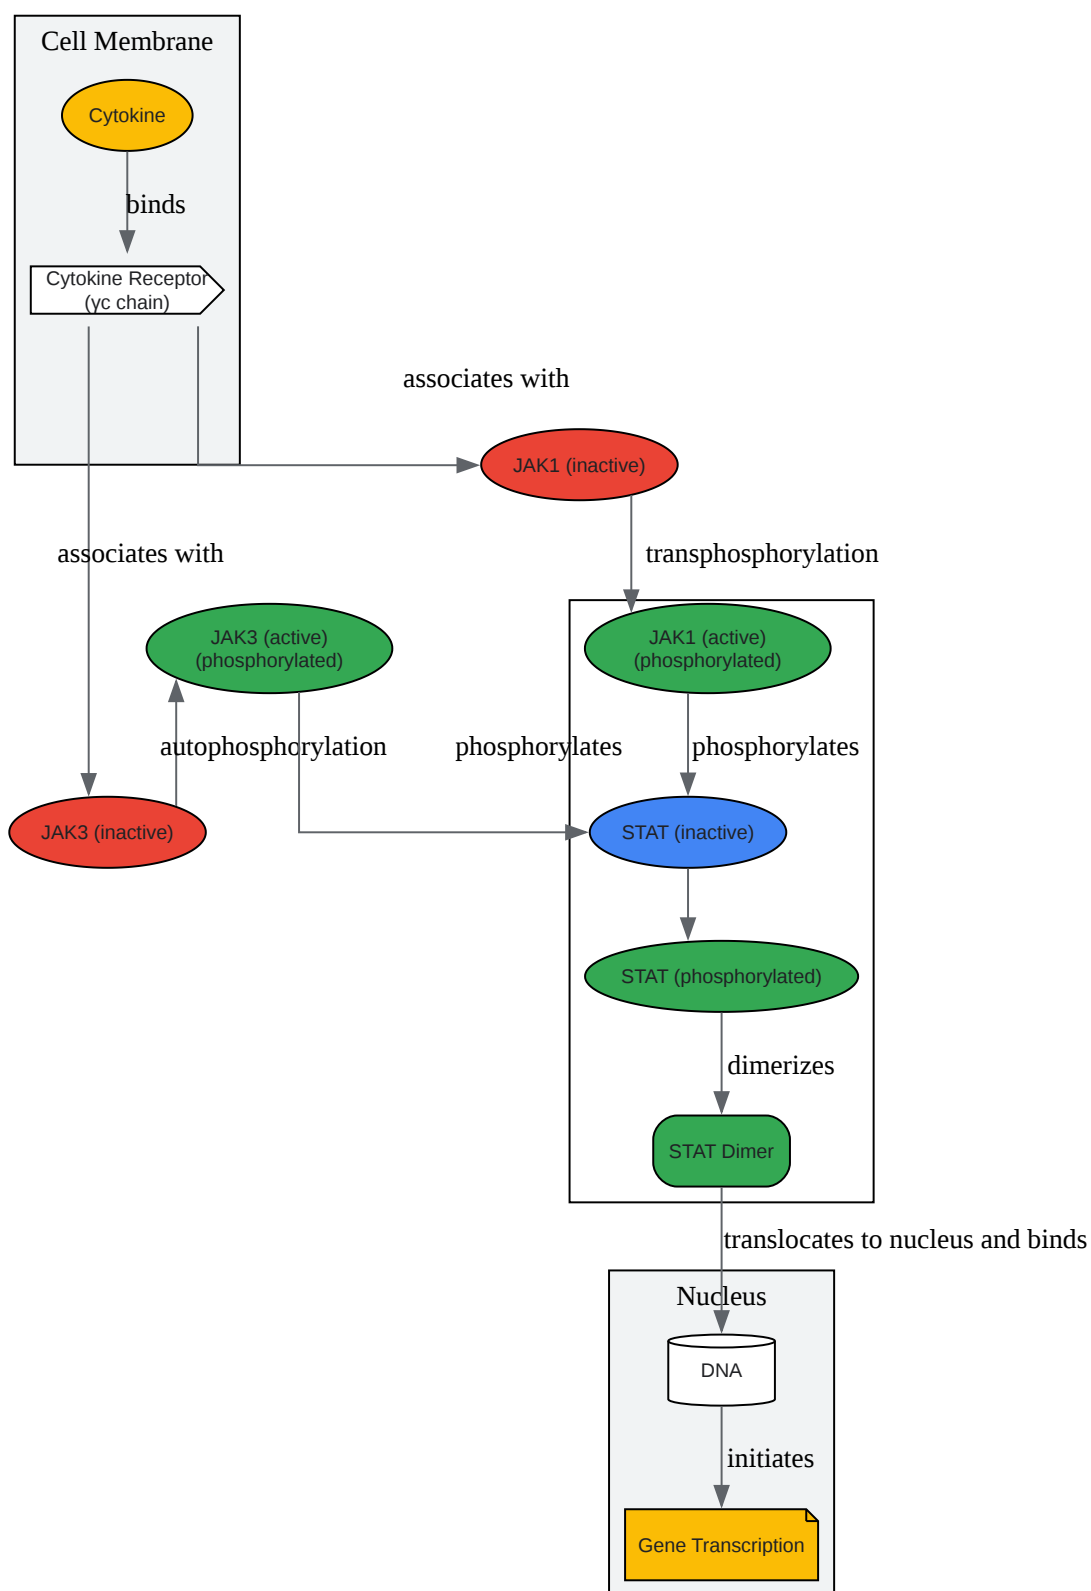 Cell Membrane
Cytokine
binds
Cytokine Receptor
(γc chain)
associates with
JAK1 (inactive)
associates with
transphosphorylation
JAK3 (active)
(phosphorylated)
JAK1 (active)
(phosphorylated)
autophosphorylation
phosphorylates
phosphorylates
JAK3 (inactive)
STAT (inactive)
STAT (phosphorylated)
dimerizes
STAT Dimer
translocates to nucleus and binds
Nucleus
DNA
initiates
Gene Transcription